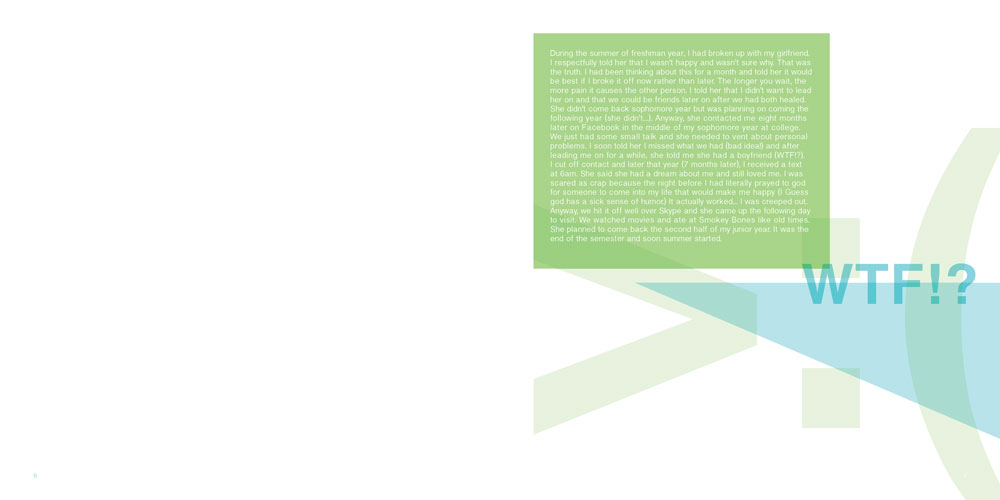 During the summer of freshman year, I had broken up with my girlfriend.
I respectfully told her that I wasn't happy and wasn't sure why. That was
the truth. I had been thinking about this for a month and told her it would
be best if I broke it off now rather than later. The longer you wait, the
more pain it causes the other person. I told her that I didn't want to lead
her on and that we could be friends later on after we had both healed.
She didn't come back sophomore year but was planning on coming the
following year (she didn't...). Anyway, she contacted me eight months
later on Facebook in the middle of my sophomore year at college.
We just had some small talk and she needed to vent about personal
problems. I soon told her I missed what we had (bad idea!) and after
leading me on for a while, she told me she had a boyfriend (WTF!?).
I cut off contact and later that year (7 months later), I received a text
at 6am. She said she had a dream about me and still loved me. I was
scared as crap because the night before I had literally prayed to god
for someone to come into my life that would make me happy (I Guess
god has a sick sense of humor) It actually worked... I was creeped out.
Anyway, we hit it off well over Skype and she came up the following day
to visit. We watched movies and ate at Smokey Bones like old times.
She planned to come back the second half of my junior year. It was the
end of the semester and soon summer started.
WTF!?
>:(
6